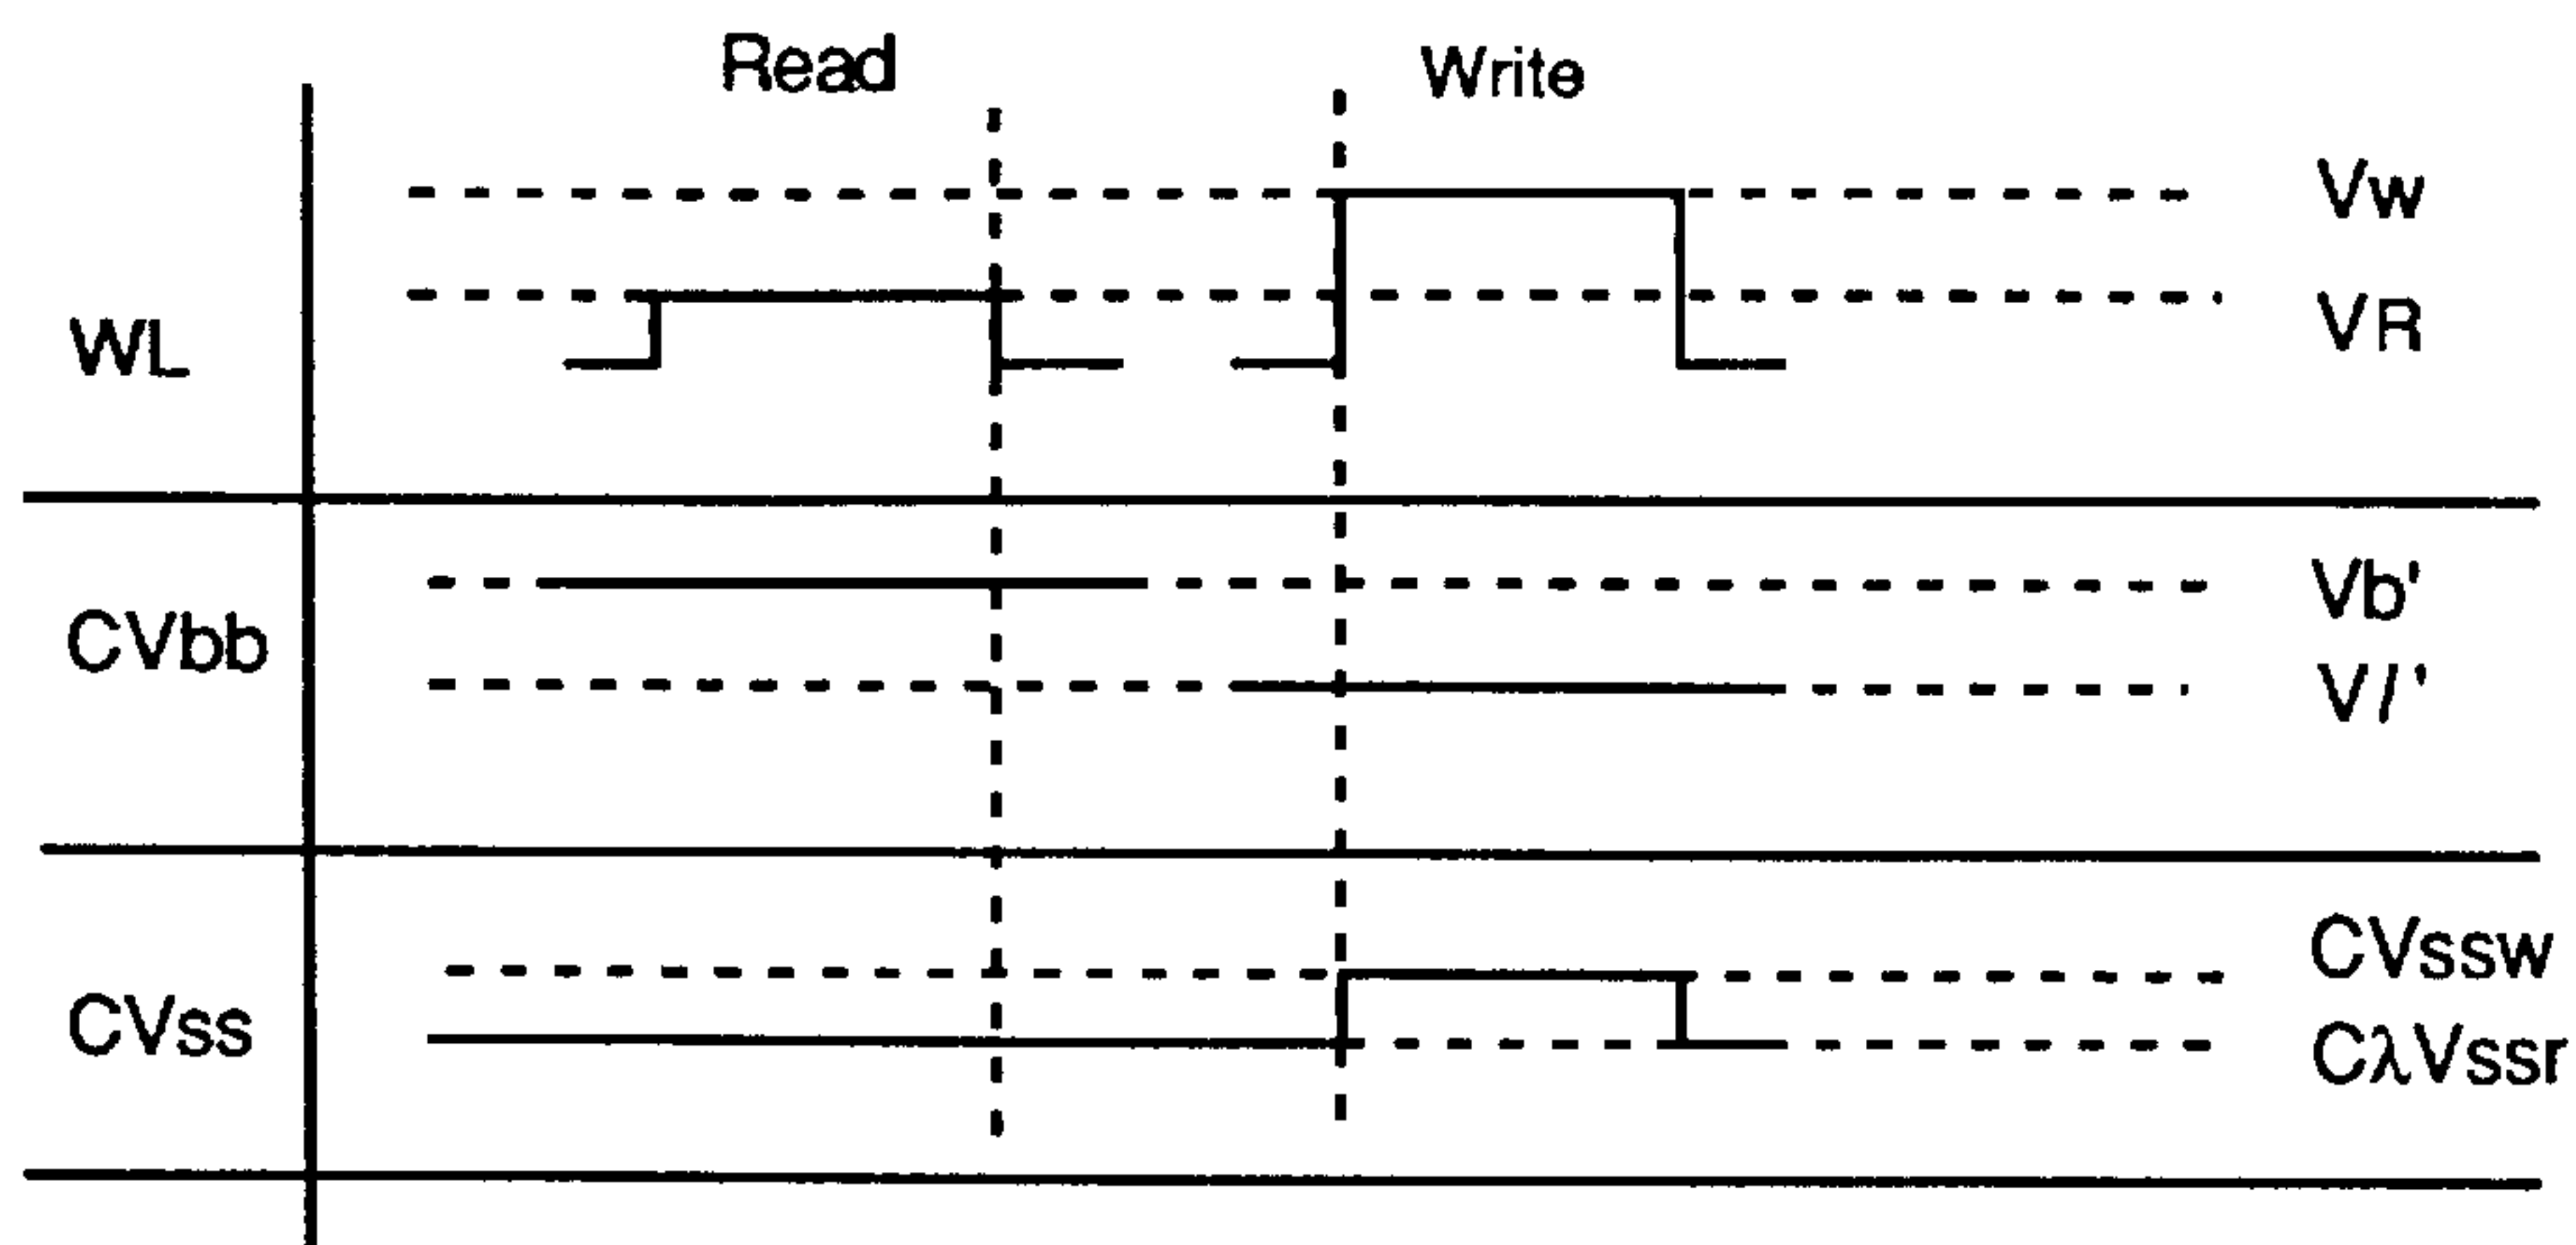 Read Write
Vw
WL VR
Vb'
CVbb
V/'
CVssw
CVss CλVssr